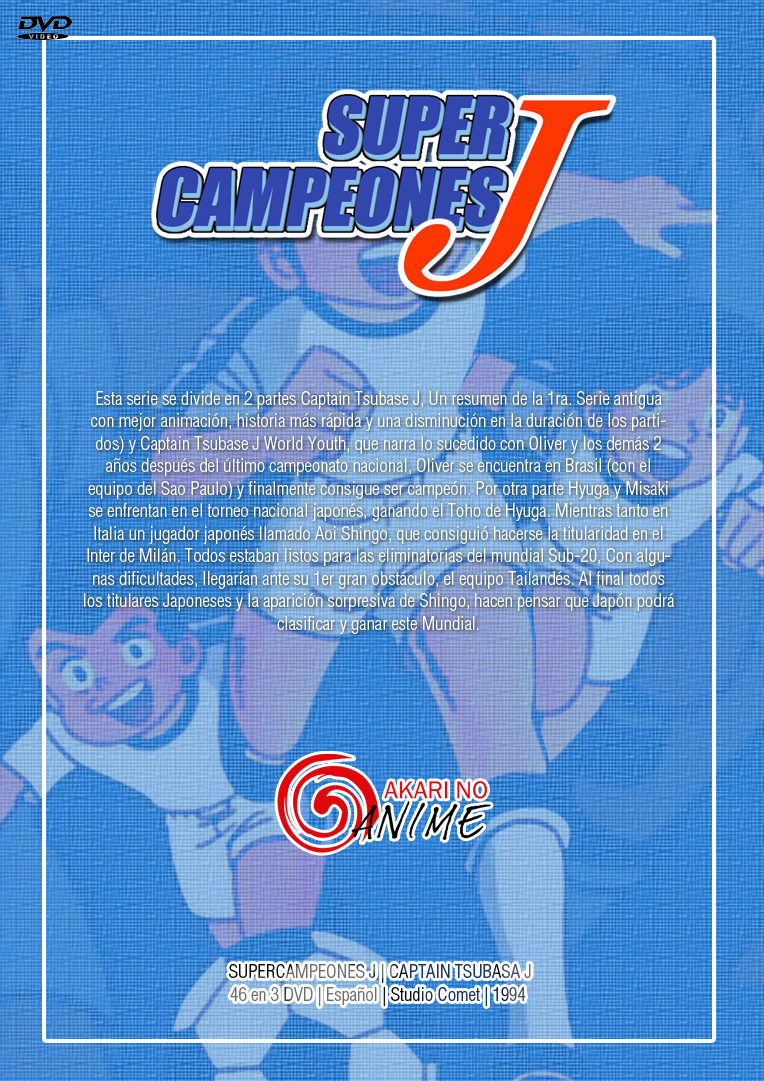 DVD
VIDEO
SUPER
CAMPEONES
J
Esta serie se divide en 2 partes Captain Tsubase J, Un resumen de la 1ra. Serie antigua
con mejor animación, historia más rápida y una disminución en la duración de los parti-
dos) y Captain Tsubase J World Youth, que narra lo sucedido con Oliver y los demás 2
años después del último campeonato nacional, Oliver se encuentra en Brasil (con el
equipo del Sao Paulo) y finalmente consigue ser campeón. Por otra parte Hyuga y Misaki
se enfrentan en el torneo nacional japonés, ganando el Toho de Hyuga. Mientras tanto en
Italia un jugador japonés llamado Aoi Shingo, que consiguió hacerse la titularidad en el
Inter de Milán. Todos estaban listos para las eliminatorias del mundial Sub-20, Con algu-
nas dificultades, llegarían ante su 1er gran obstáculo, el equipo Tailandés. Al final todos
los titulares Japoneses y la aparición sorpresiva de Shingo, hacen pensar que Japón podrá
clasificar y ganar este Mundial.
AKARI NO
ANIME
SUPERCAMPEONES J | CAPTAIN TSUBASA J
46 en 3 DVD | Español | Studio Comet | 1994